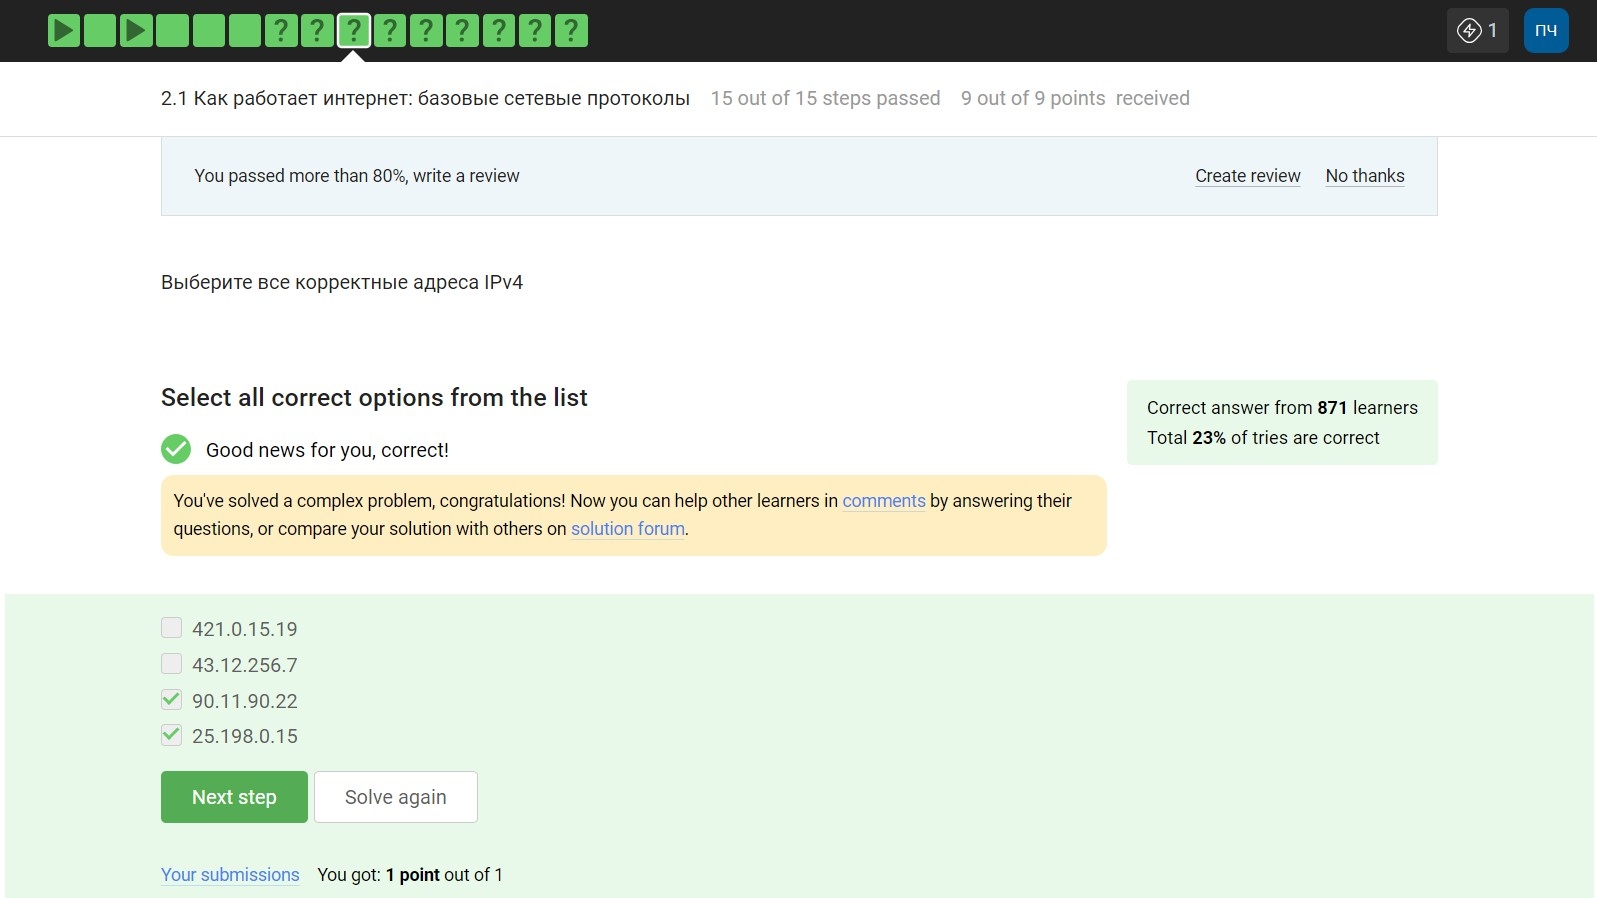 ? ? ? ? ? ? ? ? ?
1
ПЧ
2.1 Как работает интернет: базовые сетевые протоколы 15 out of 15 steps passed 9 out of 9 points received
You passed more than 80%, write a review Create review No thanks
Выберите все корректные адреса IPv4
Select all correct options from the list
Correct answer from 871 learners
Total 23% of tries are correct
Good news for you, correct!
You've solved a complex problem, congratulations! Now you can help other learners in comments by answering their
questions, or compare your solution with others on solution forum.
421.0.15.19
43.12.256.7
90.11.90.22
25.198.0.15
Next step Solve again
Your submissions You got: 1 point out of 1